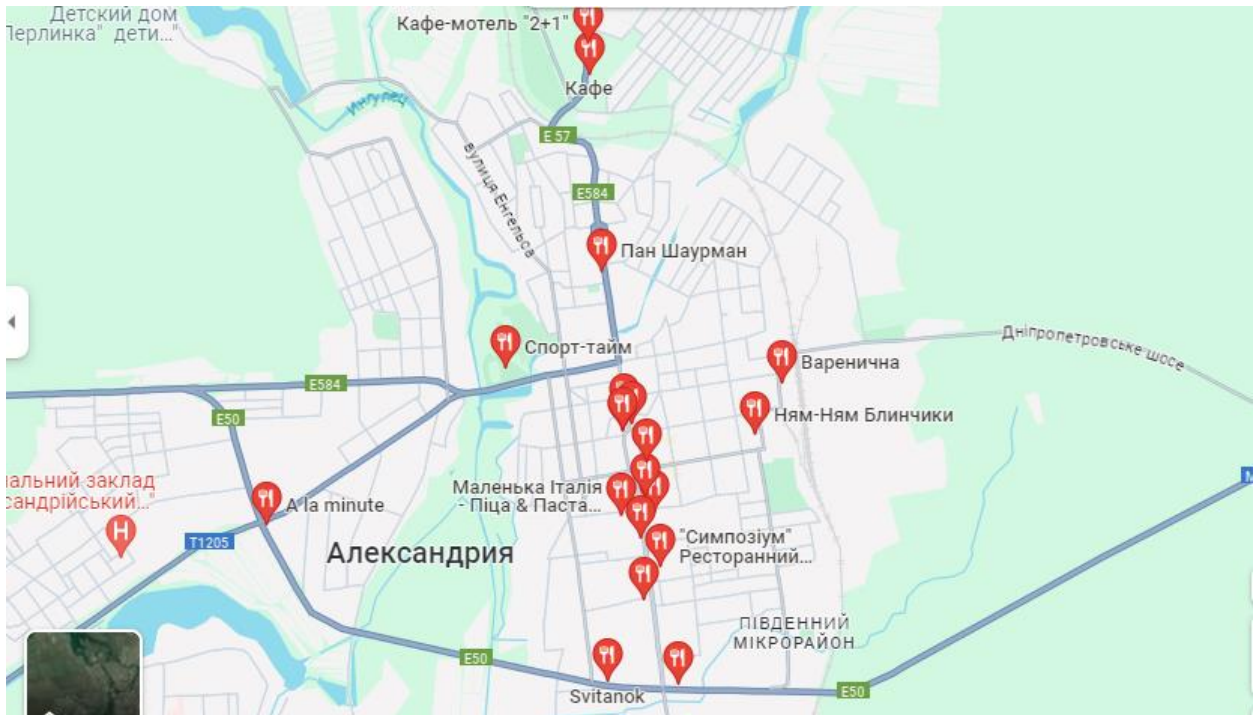 Детский дом
Перлинка" дети...
Кафе-мотель "2+1"
Кафе
Ингулец
E 57
вулиця Енгельса
E584
Пан Шаурман
Спорт-тайм
Варенична
Дніпропетровське шосе
E584
E50
Ням-Ням Блинчики
альний заклад
сандрійський..."
A la minute
Маленька Італія
- Піца & Паста...
M
H
T1205
Александрия
"Симпозіум"
Ресторанний...
ПІВДЕННИЙ
МІКРОРАЙОН
E50
Svitanok
E50